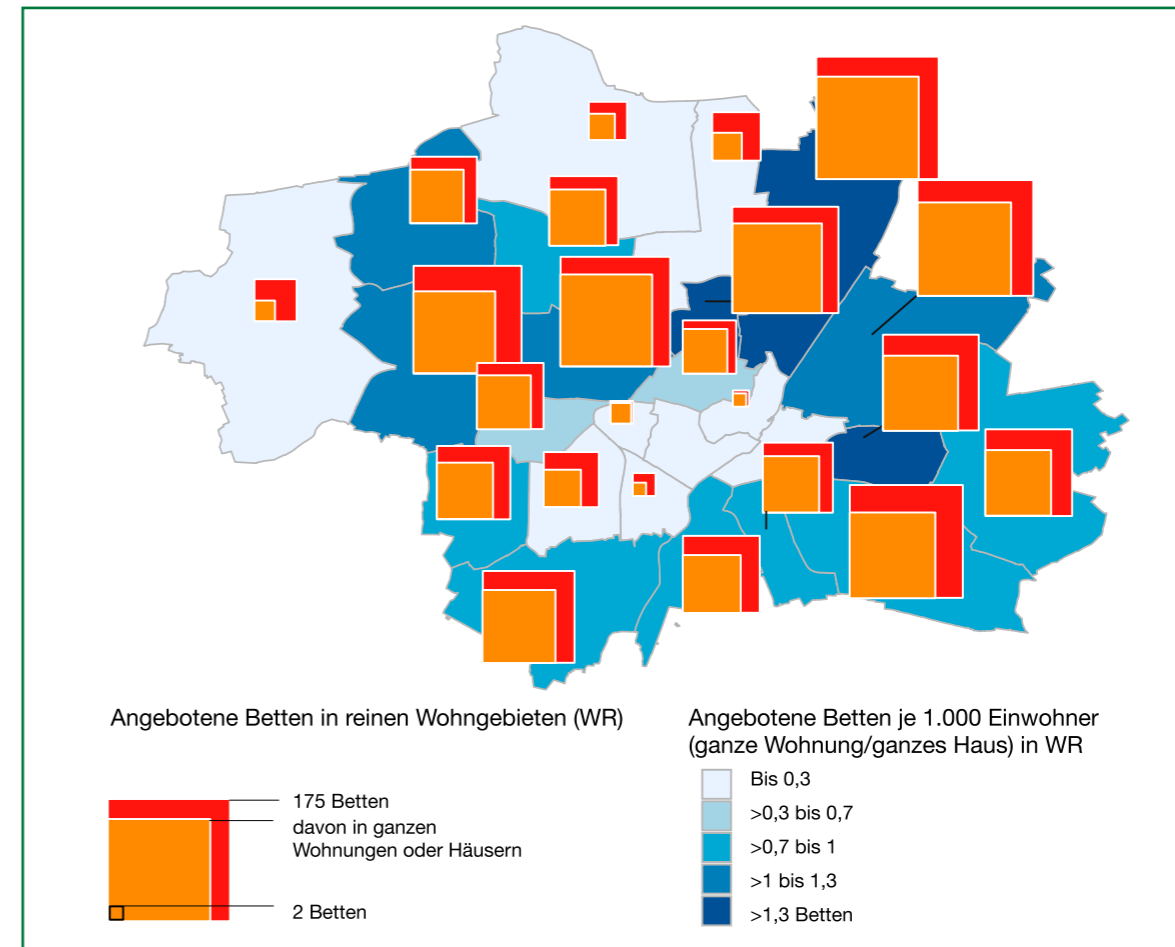 Angebotene Betten in reinen Wohngebieten (WR)
175 Betten
davon in ganzen
Wohnungen oder Häusern
2 Betten
Angebotene Betten je 1.000 Einwohner
(ganze Wohnung/ganzes Haus) in WR
Bis 0,3
>0,3 bis 0,7
>0,7 bis 1
>1 bis 1,3
>1,3 Betten